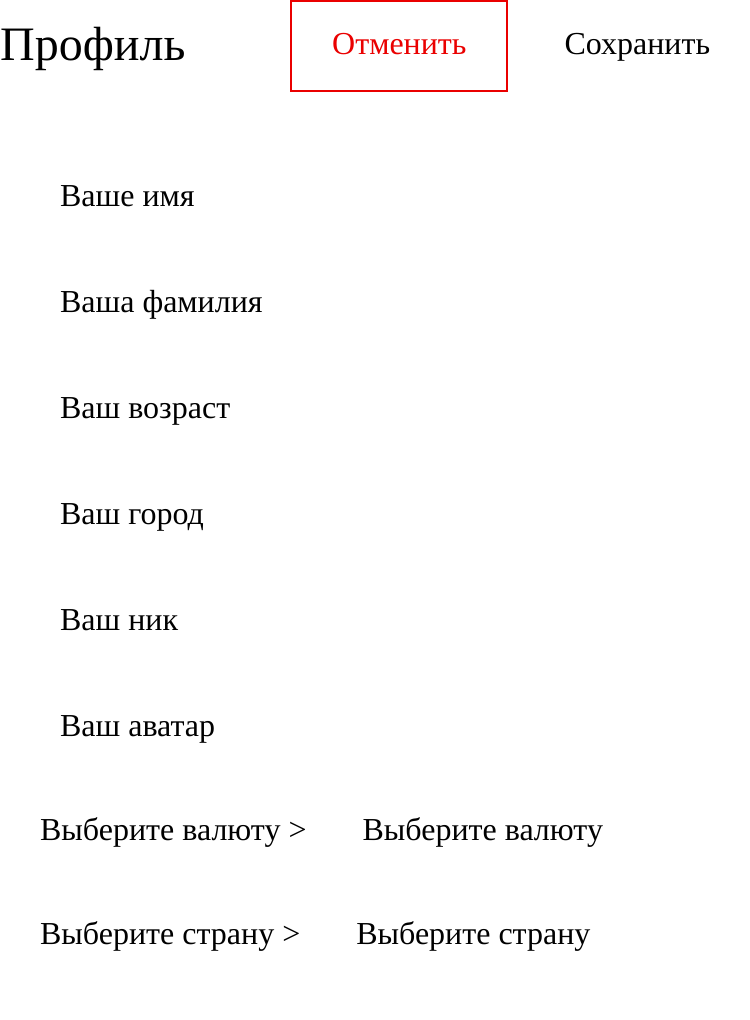 Профиль Отменить Сохранить
Ваше имя
Ваша фамилия
Ваш возраст
Ваш город
Ваш ник
Ваш аватар
Выберите валюту > Выберите валюту
Выберите страну > Выберите страну